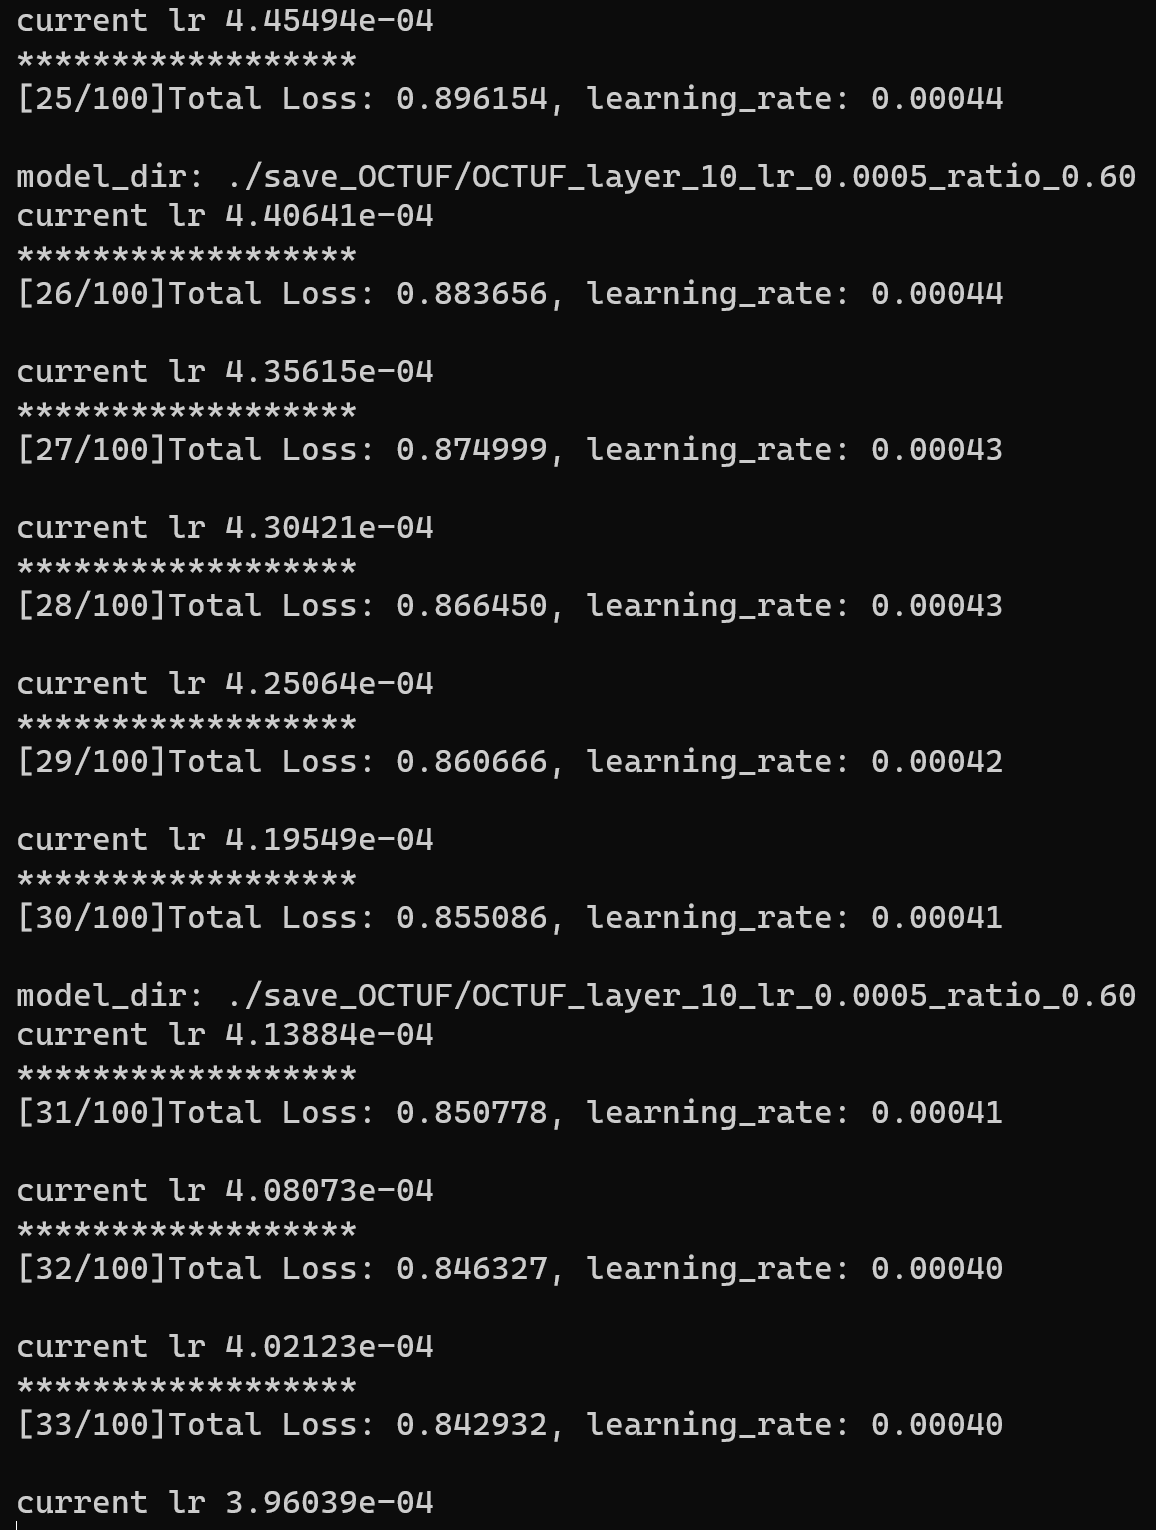 current lr 4.45494e-04
******************
[25/100]Total Loss: 0.896154, learning_rate: 0.00044
model_dir: ./save_OCTUF/OCTUF_layer_10_lr_0.0005_ratio_0.60
current lr 4.40641e-04
******************
[26/100]Total Loss: 0.883656, learning_rate: 0.00044
current lr 4.35615e-04
******************
[27/100]Total Loss: 0.874999, learning_rate: 0.00043
current lr 4.30421e-04
******************
[28/100]Total Loss: 0.866450, learning_rate: 0.00043
current lr 4.25064e-04
******************
[29/100]Total Loss: 0.860666, learning_rate: 0.00042
current lr 4.19549e-04
******************
[30/100]Total Loss: 0.855086, learning_rate: 0.00041
model_dir: ./save_OCTUF/OCTUF_layer_10_lr_0.0005_ratio_0.60
current lr 4.13884e-04
******************
[31/100]Total Loss: 0.850778, learning_rate: 0.00041
current lr 4.08073e-04
******************
[32/100]Total Loss: 0.846327, learning_rate: 0.00040
current lr 4.02123e-04
******************
[33/100]Total Loss: 0.842932, learning_rate: 0.00040
current lr 3.96039e-04